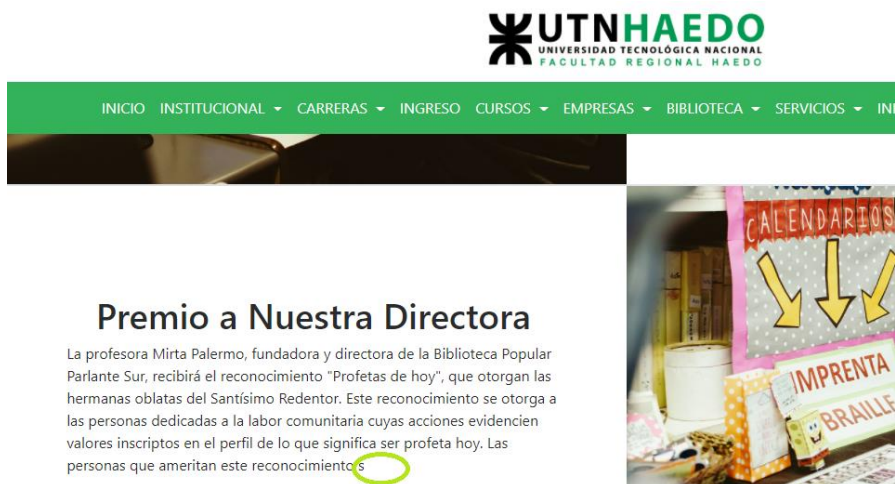 UTNHAEDO
UNIVERSIDAD TECNOLÓGICA NACIONAL
FACULTAD REGIONAL HAEDO
INICIO INSTITUCIONAL CARRERAS INGRESO CURSOS EMPRESAS BIBLIOTECA SERVICIOS
CALENDARIOS
Premio a Nuestra Directora
La profesora Mirta Palermo, fundadora y directora de la Biblioteca Popular
Parlante Sur, recibirá el reconocimiento "Profetas de hoy", que otorgan las
hermanas oblatas del Santísimo Redentor. Este reconocimiento se otorga a
las personas dedicadas a la labor comunitaria cuyas acciones evidencien
valores inscriptos en el perfil de lo que significa ser profeta hoy. Las
personas que ameritan este reconocimiento s
IMPRENTA
BRAILLE